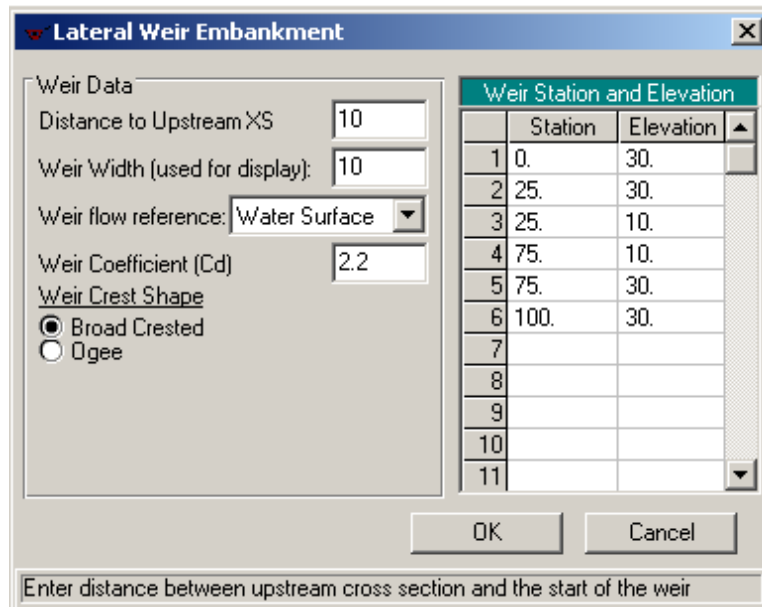 Lateral Weir Embankment
Weir Data
Distance to Upstream XS 10
Weir Width (used for display): 10
Weir flow reference: Water Surface
Weir Coefficient (Cd) 2.2
Weir Crest Shape
Broad Crested
Ogee
Weir Station and Elevation
Station Elevation
1 0. 30.
2 25. 30.
3 25. 10.
4 75. 10.
5 75. 30.
6 100. 30.
7
8
9
10
11
OK Cancel
Enter distance between upstream cross section and the start of the weir